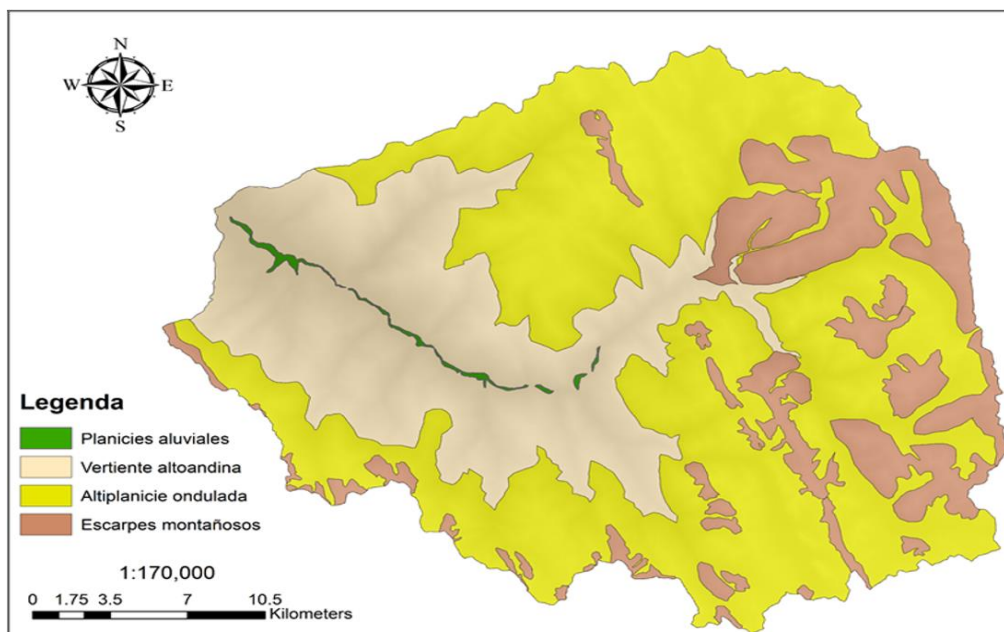 N
W E
S
Legenda
Planicies aluviales
Vertiente altoandina
Altiplanicie ondulada
Escarpes montañosos
1:170,000
0 1.75 3.5 7 10.5
Kilometers